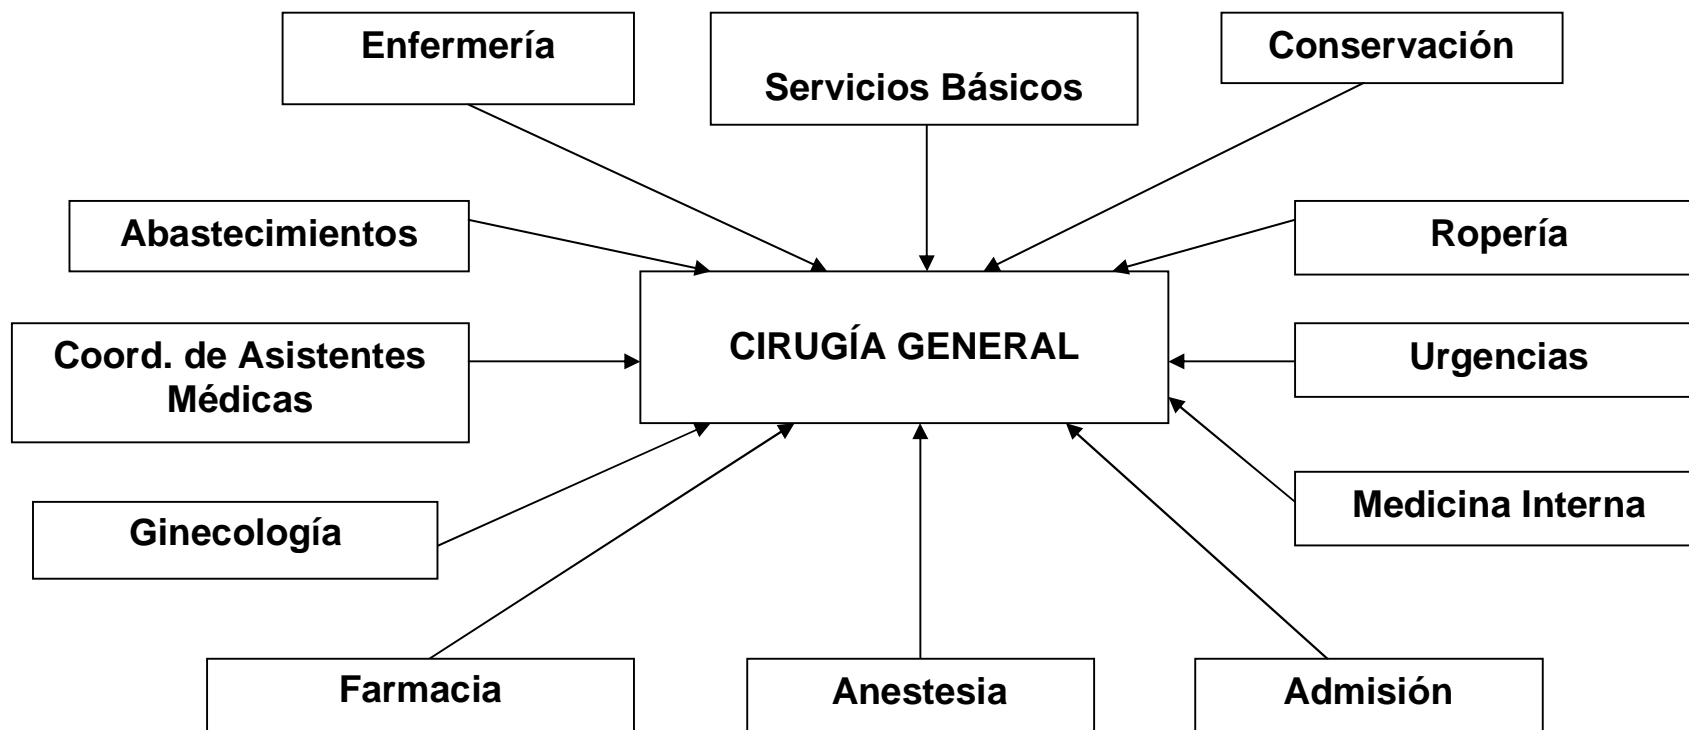 Enfermería
Servicios Básicos
Conservación
Abastecimientos
Ropería
CIRUGÍA GENERAL
Coord. de Asistentes
Médicas
Urgencias
Ginecología
Medicina Interna
Farmacia
Anestesia
Admisión